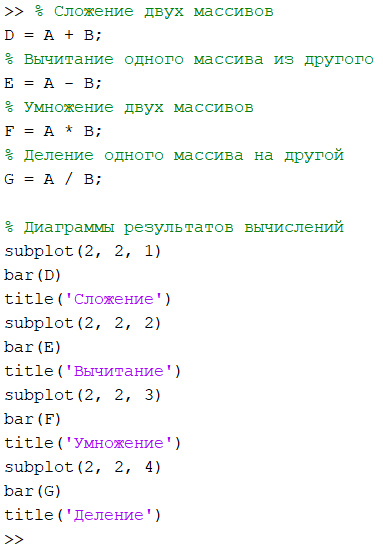 >> % Сложение двух массивов
D = A + B;
% Вычитание одного массива из другого
E = A - B;
% Умножение двух массивов
F = A * B;
% Деление одного массива на другой
G = A / B;

% Диаграммы результатов вычислений
subplot(2, 2, 1)
bar(D)
title('Сложение')
subplot(2, 2, 2)
bar(E)
title('Вычитание')
subplot(2, 2, 3)
bar(F)
title('Умножение')
subplot(2, 2, 4)
bar(G)
title('Деление')
>>